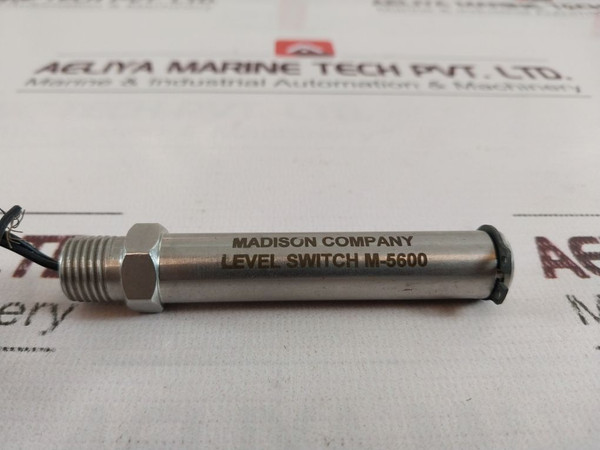 AELIYA MARINE TECH PVT. LTD.
Marine & Industrial Automation & Machinery
MADISON COMPANY
LEVEL SWITCH M-5600